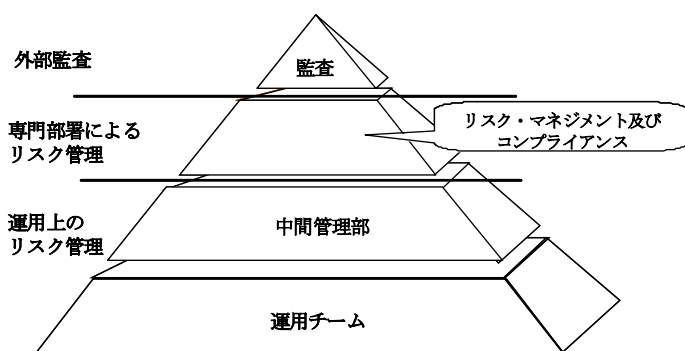 外部監査
監査
専門部署による
リスク管理
リスク・マネジメント及び
コンプライアンス
運用上の
リスク管理
中間管理部
運用チーム